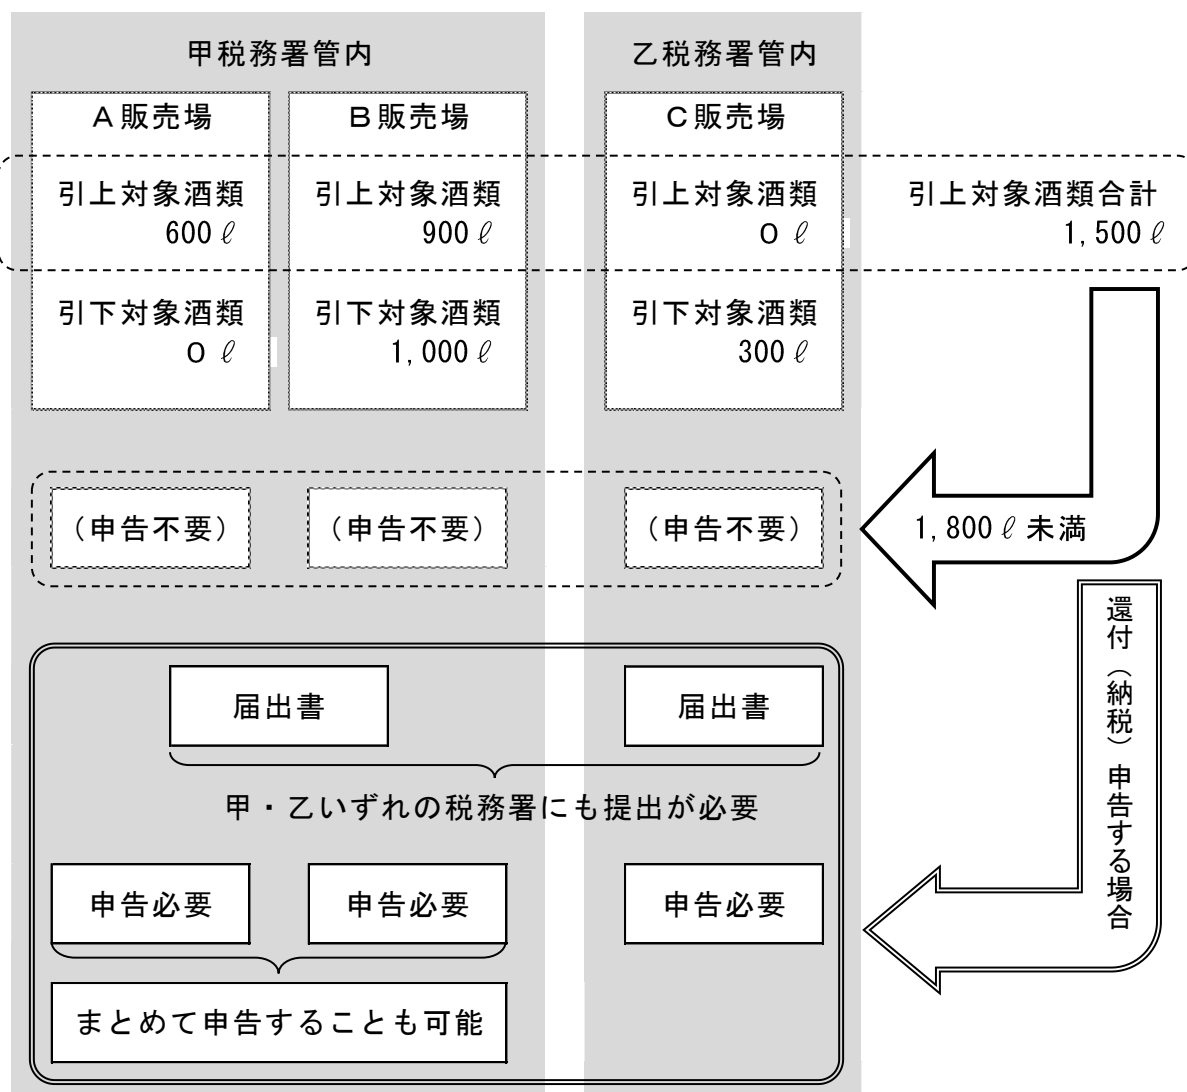 甲税務署管内
乙税務署管内
A販売場
B販売場
C販売場
引上対象酒類
600ℓ
引上対象酒類
900ℓ
引上対象酒類
0 ℓ
引上対象酒類合計
1,500ℓ
引下対象酒類
0 ℓ
引下対象酒類
1,000ℓ
引下対象酒類
300ℓ
（申告不要）
（申告不要）
（申告不要）
1,800ℓ未満
還付（納税）申告する場合
届出書
届出書
甲・乙いずれの税務署にも提出が必要
申告必要
申告必要
申告必要
まとめて申告することも可能